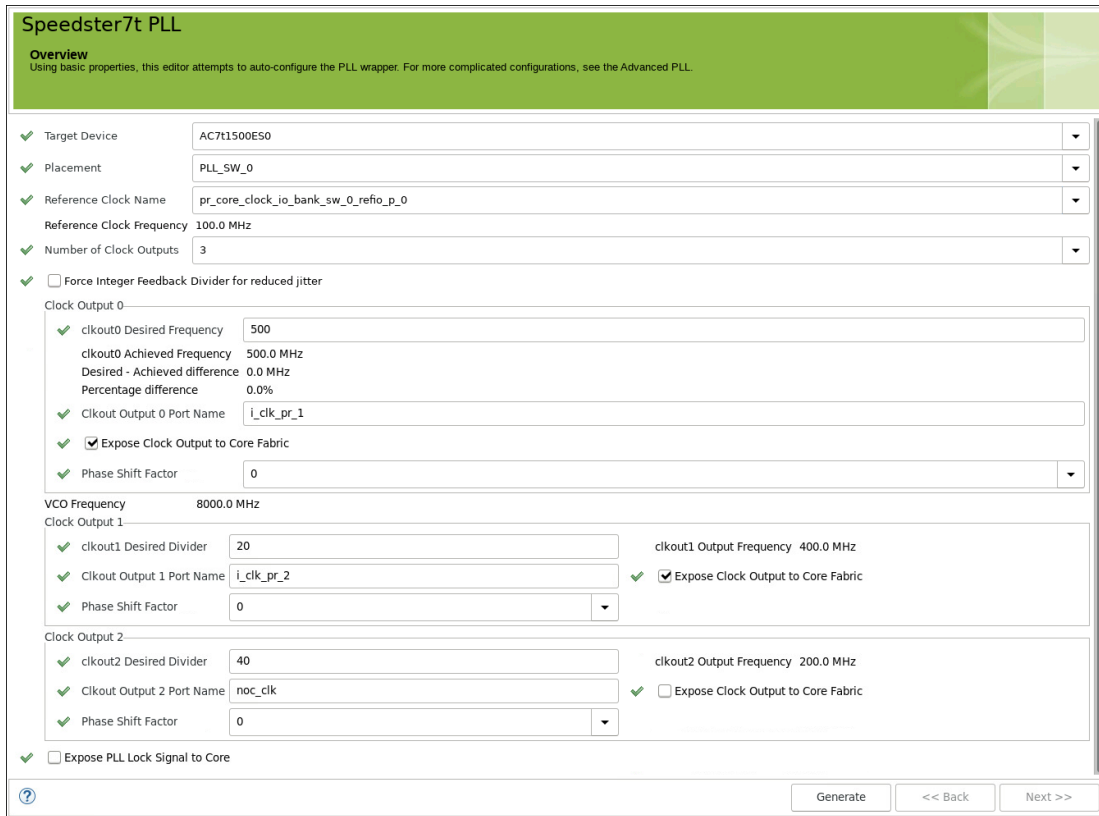 Speedster7t PLL
Overview
Using basic properties, this editor attempts to auto-configure the PLL wrapper. For more complicated configurations, see the Advanced PLL.
Target Device AC7t1500ES0
Placement PLL_SW_0
Reference Clock Name pr_core_clock_io_bank_sw_0_refio_p_0
Reference Clock Frequency 100.0 MHz
Number of Clock Outputs 3
Force Integer Feedback Divider for reduced jitter
Clock Output 0
clkout0 Desired Frequency 500
clkout0 Achieved Frequency 500.0 MHz
Desired - Achieved difference 0.0 MHz
Percentage difference 0.0%
Clkout Output 0 Port Name i_clk_pr_1
Expose Clock Output to Core Fabric
Phase Shift Factor 0
VCO Frequency 8000.0 MHz
Clock Output 1
clkout1 Desired Divider 20 clkout1 Output Frequency 400.0 MHz
Clkout Output 1 Port Name i_clk_pr_2 Expose Clock Output to Core Fabric
Phase Shift Factor 0
Clock Output 2
clkout2 Desired Divider 40 clkout2 Output Frequency 200.0 MHz
Clkout Output 2 Port Name noc_clk Expose Clock Output to Core Fabric
Phase Shift Factor 0
Expose PLL Lock Signal to Core
? Generate << Back Next >>